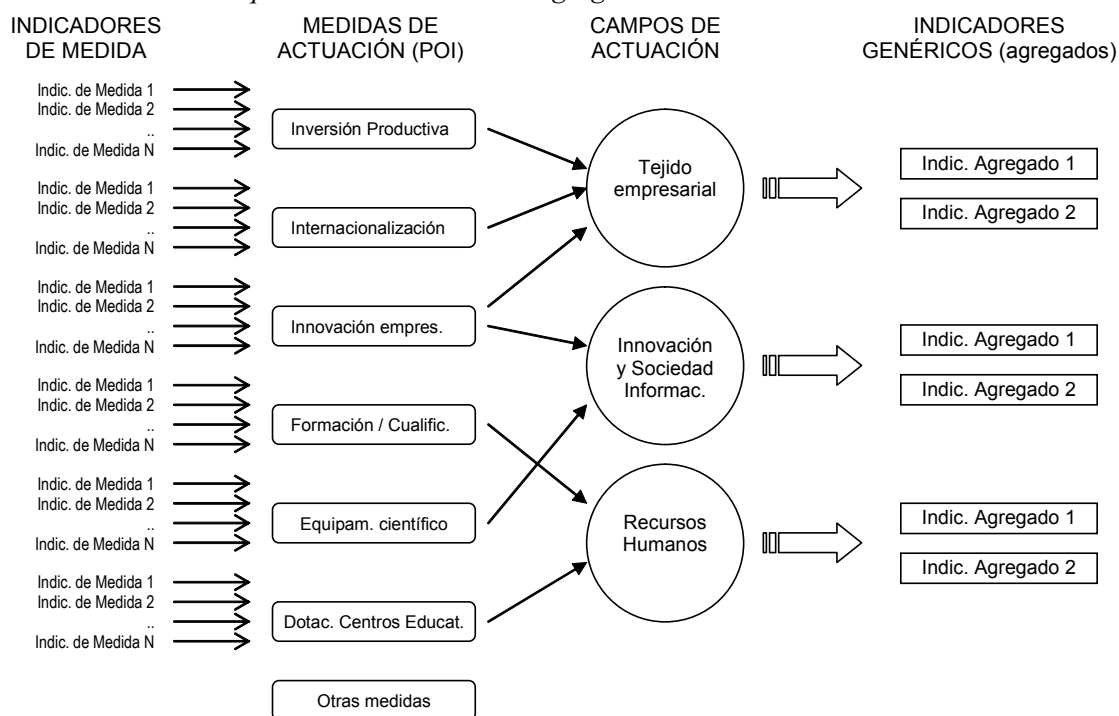 INDICADORES
DE MEDIDA
MEDIDAS DE
ACTUACIÓN (POI)
CAMPOS DE
ACTUACIÓN
INDICADORES
GENÉRICOS (agregados)
Indic. de Medida 1
Indic. de Medida 2
..
Indic. de Medida N
Indic. de Medida 1
Indic. de Medida 2
..
Indic. de Medida N
Indic. de Medida 1
Indic. de Medida 2
..
Indic. de Medida N
Indic. de Medida 1
Indic. de Medida 2
..
Indic. de Medida N
Indic. de Medida 1
Indic. de Medida 2
..
Indic. de Medida N
Indic. de Medida 1
Indic. de Medida 2
..
Indic. de Medida N
Inversión Productiva
Internacionalización
Innovación empres.
Formación / Cualific.
Equipam. científico
Dotac. Centros Educat.
Otras medidas
Tejido
empresarial
Innovación
y Sociedad
Informac.
Recursos
Humanos
Indic. Agregado 1
Indic. Agregado 2
Indic. Agregado 1
Indic. Agregado 2
Indic. Agregado 1
Indic. Agregado 2